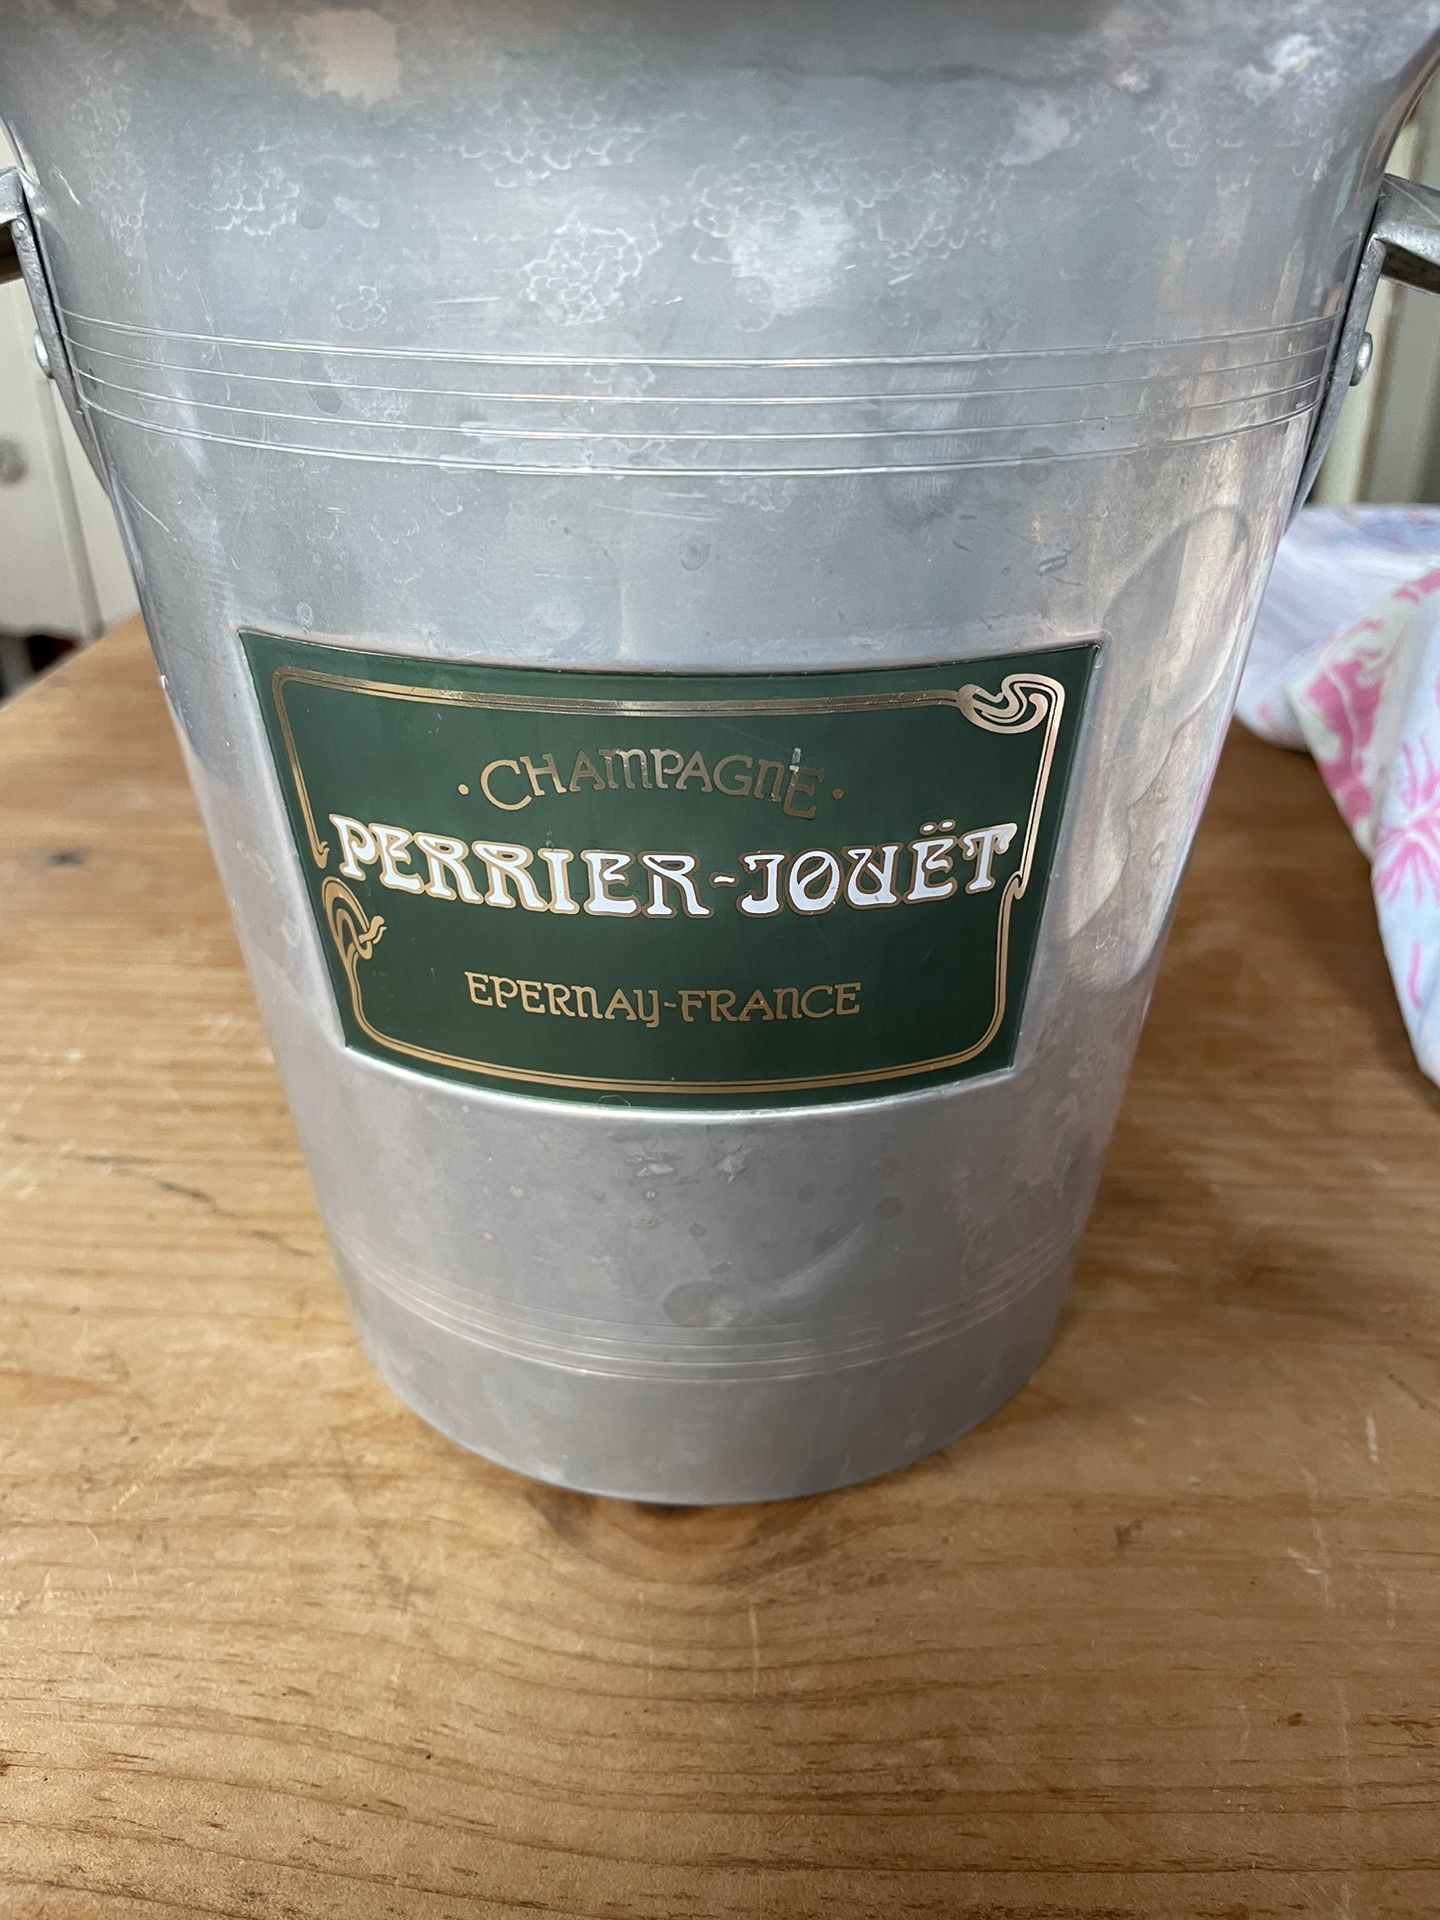 · CHAMPAGNE ·
PERRIER-JOUËT
EPERNAY-FRANCE